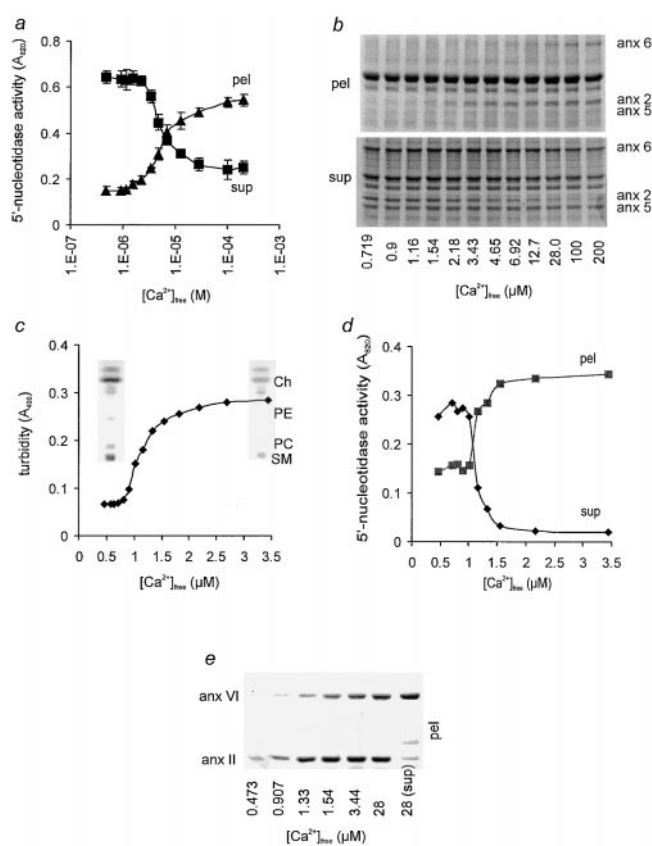 a
5'-nucleotidase activity (A₈₂₀)
0.8
0.6
0.4
0.2
0
pel
sup
1.E-07
1.E-06
1.E-05
1.E-04
1.E-03
[Ca²⁺]free (M)
b
pel
anx 6
anx 2
anx 5
sup
anx 6
anx 2
anx 5
0.719 0.9 1.16 1.54 2.18 3.43 4.65 6.92 12.7 28.0 100 200
[Ca²⁺]free (µM)
c
turbidity (A₄₀₀)
0.4
0.3
0.2
0.1
0
Ch
PE
PC
SM
0 0.5 1 1.5 2 2.5 3 3.5
[Ca²⁺]free (µM)
d
5'-nucleotidase activity (A₈₂₀)
0.4
0.3
0.2
0.1
0
pel
sup
0 0.5 1 1.5 2 2.5 3 3.5
[Ca²⁺]free (µM)
e
anx VI
anx II
pel
0.473 0.907 1.33 1.54 3.44 28 28 (sup)
[Ca²⁺]free (µM)